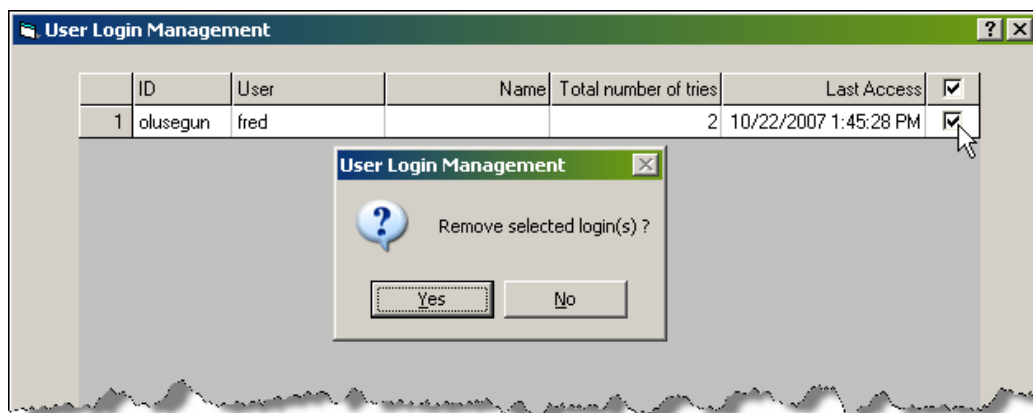 User Login Management
ID User Name Total number of tries Last Access
1 olusegun fred 2 10/22/2007 1:45:28 PM
User Login Management
Remove selected login(s) ?
Yes No